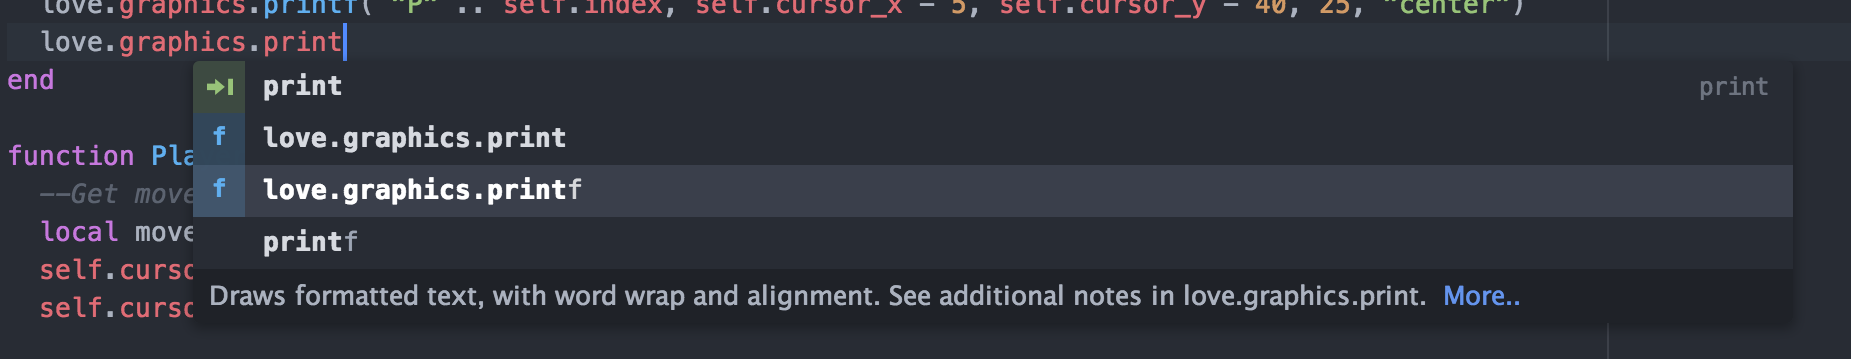 love.graphics.printf( "P" .. self.index, self.cursor_x - 5, self.cursor_y - 40, 25, "center")
love.graphics.print
end
print print
love.graphics.print
function Pla
love.graphics.printf
--Get move
local move
printf
self.curso
Draws formatted text, with word wrap and alignment. See additional notes in love.graphics.print. More..
self.curso